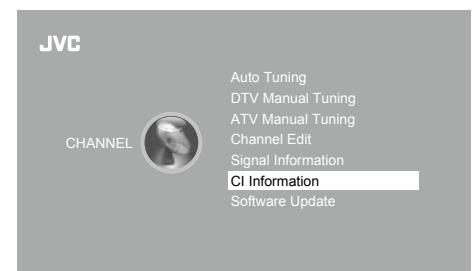 JVC
Auto Tuning
DTV Manual Tuning
ATV Manual Tuning
CHANNEL
Channel Edit
Signal Information
CI Information
Software Update